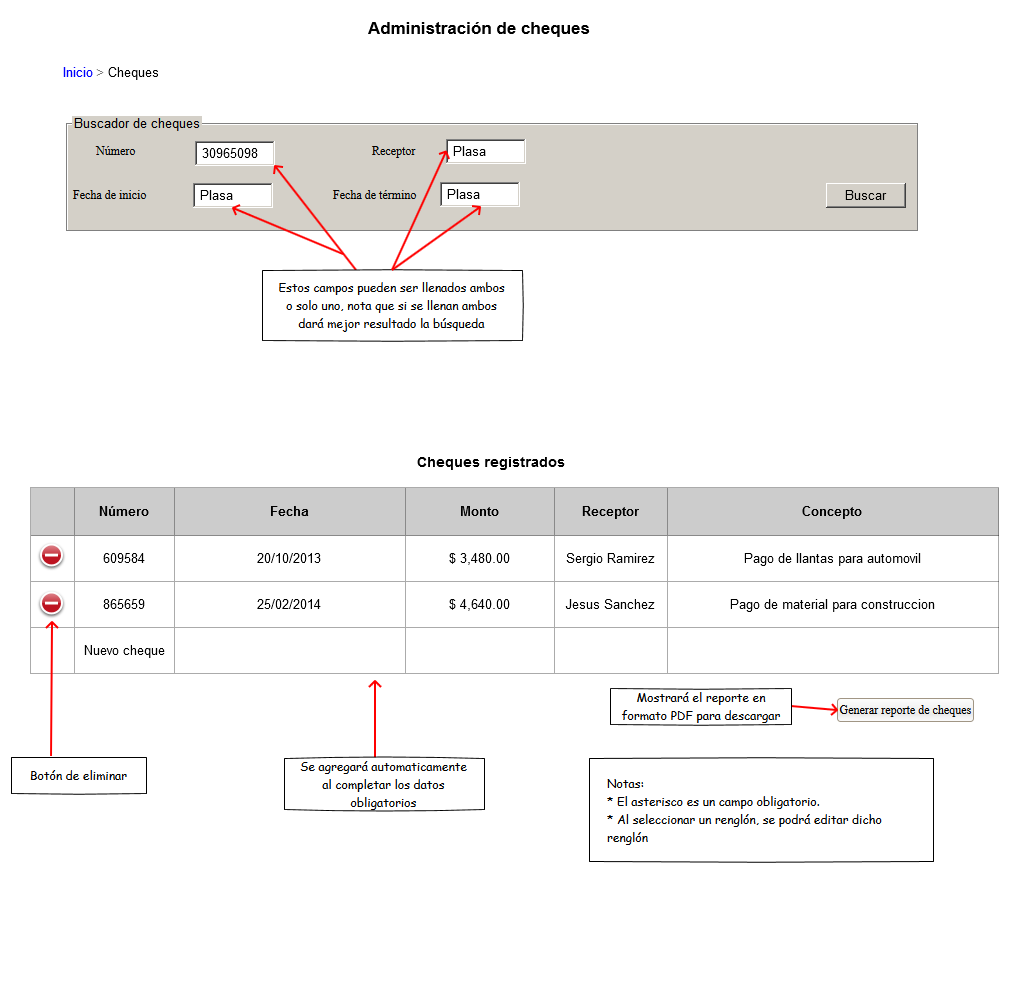 Administración de cheques
Inicio > Cheques
Buscador de cheques
Número 30965098 Receptor Plasa
Fecha de inicio Plasa Fecha de término Plasa Buscar
Estos campos pueden ser llenados ambos
o solo uno, nota que si se llenan ambos
dará mejor resultado la búsqueda
Cheques registrados
Número Fecha Monto Receptor Concepto
609584 20/10/2013 $ 3,480.00 Sergio Ramirez Pago de llantas para automovil
865659 25/02/2014 $ 4,640.00 Jesus Sanchez Pago de material para construccion
Nuevo cheque
Mostrará el reporte en
formato PDF para descargar
Generar reporte de cheques
Botón de eliminar
Se agregará automaticamente
al completar los datos
obligatorios
Notas:
* El asterisco es un campo obligatorio.
* Al seleccionar un renglón, se podrá editar dicho
renglón